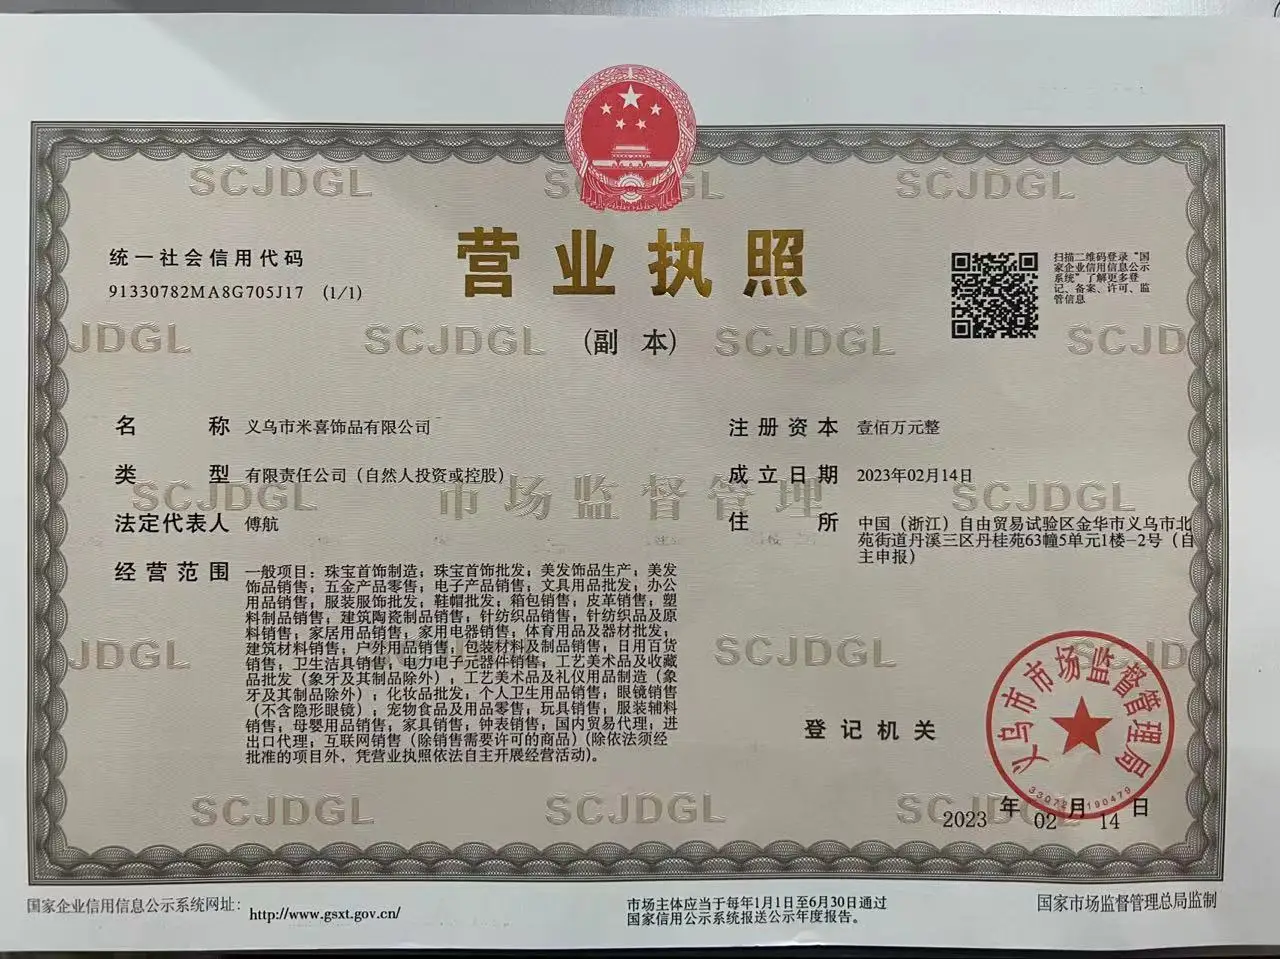 SCJDGL SCJDGL SCJDGL
营业执照
(副 本)
统一社会信用代码
91330782MA8G705J17 (1/1)
扫描二维码登录“国
家企业信用信息公示
系统”了解更多登
记、备案、许可、监
管信息
JDGL SCJDGL SCJDGL SCJD
名 称 义乌市米喜饰品有限公司
类 型 有限责任公司（自然人投资或控股）
法定代表人 傅航
经营范围 一般项目：珠宝首饰制造；珠宝首饰批发；美发饰品生产；美发
饰品销售；五金产品零售；电子产品销售；文具用品批发；办公
用品销售；服装服饰批发；鞋帽批发；箱包销售；皮革销售；塑
料制品销售；建筑陶瓷制品销售；针纺织品销售；针纺织品及原
料销售；家居用品销售；家用电器销售；体育用品及器材批发；
建筑材料销售；户外用品销售；包装材料及制品销售；日用百货
销售；卫生洁具销售；电力电子元器件销售；工艺美术品及收藏
品批发（象牙及其制品除外）；工艺美术品及礼仪用品制造（象
牙及其制品除外）；化妆品批发；个人卫生用品销售；眼镜销售
（不含隐形眼镜）；宠物食品及用品零售；玩具销售；服装辅料
销售；母婴用品销售；家具销售；钟表销售；国内贸易代理；进
出口代理；互联网销售（除销售需要许可的商品）(除依法须经
批准的项目外，凭营业执照依法自主开展经营活动)。
注册资本 壹佰万元整
成立日期 2023年02月14日
住 所 中国（浙江）自由贸易试验区金华市义乌市北
苑街道丹溪三区丹桂苑63幢5单元1楼-2号（自
主申报）
SCJDGL 市场监督管理 SCJDGL
JDGL SCJDGL SCJD
登记机关
义乌市市场监督管理局
2023年02月14日
SCJDGL SCJDGL SCJDGL
国家企业信用信息公示系统网址：http://www.gsxt.gov.cn/
市场主体应当于每年1月1日至6月30日通过
国家信用公示系统报送公示年度报告。
国家市场监督管理总局监制